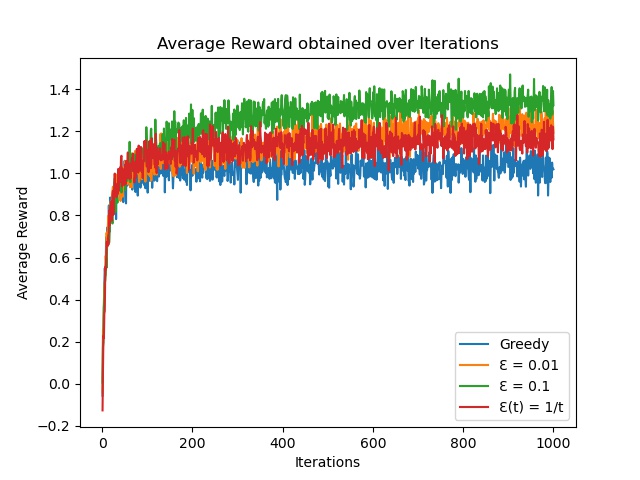 Average Reward obtained over Iterations
Average Reward
1.4
1.2
1.0
0.8
0.6
0.4
0.2
0.0
−0.2
0 200 400 600 800 1000
Iterations
Greedy
Ɛ = 0.01
Ɛ = 0.1
Ɛ(t) = 1/t